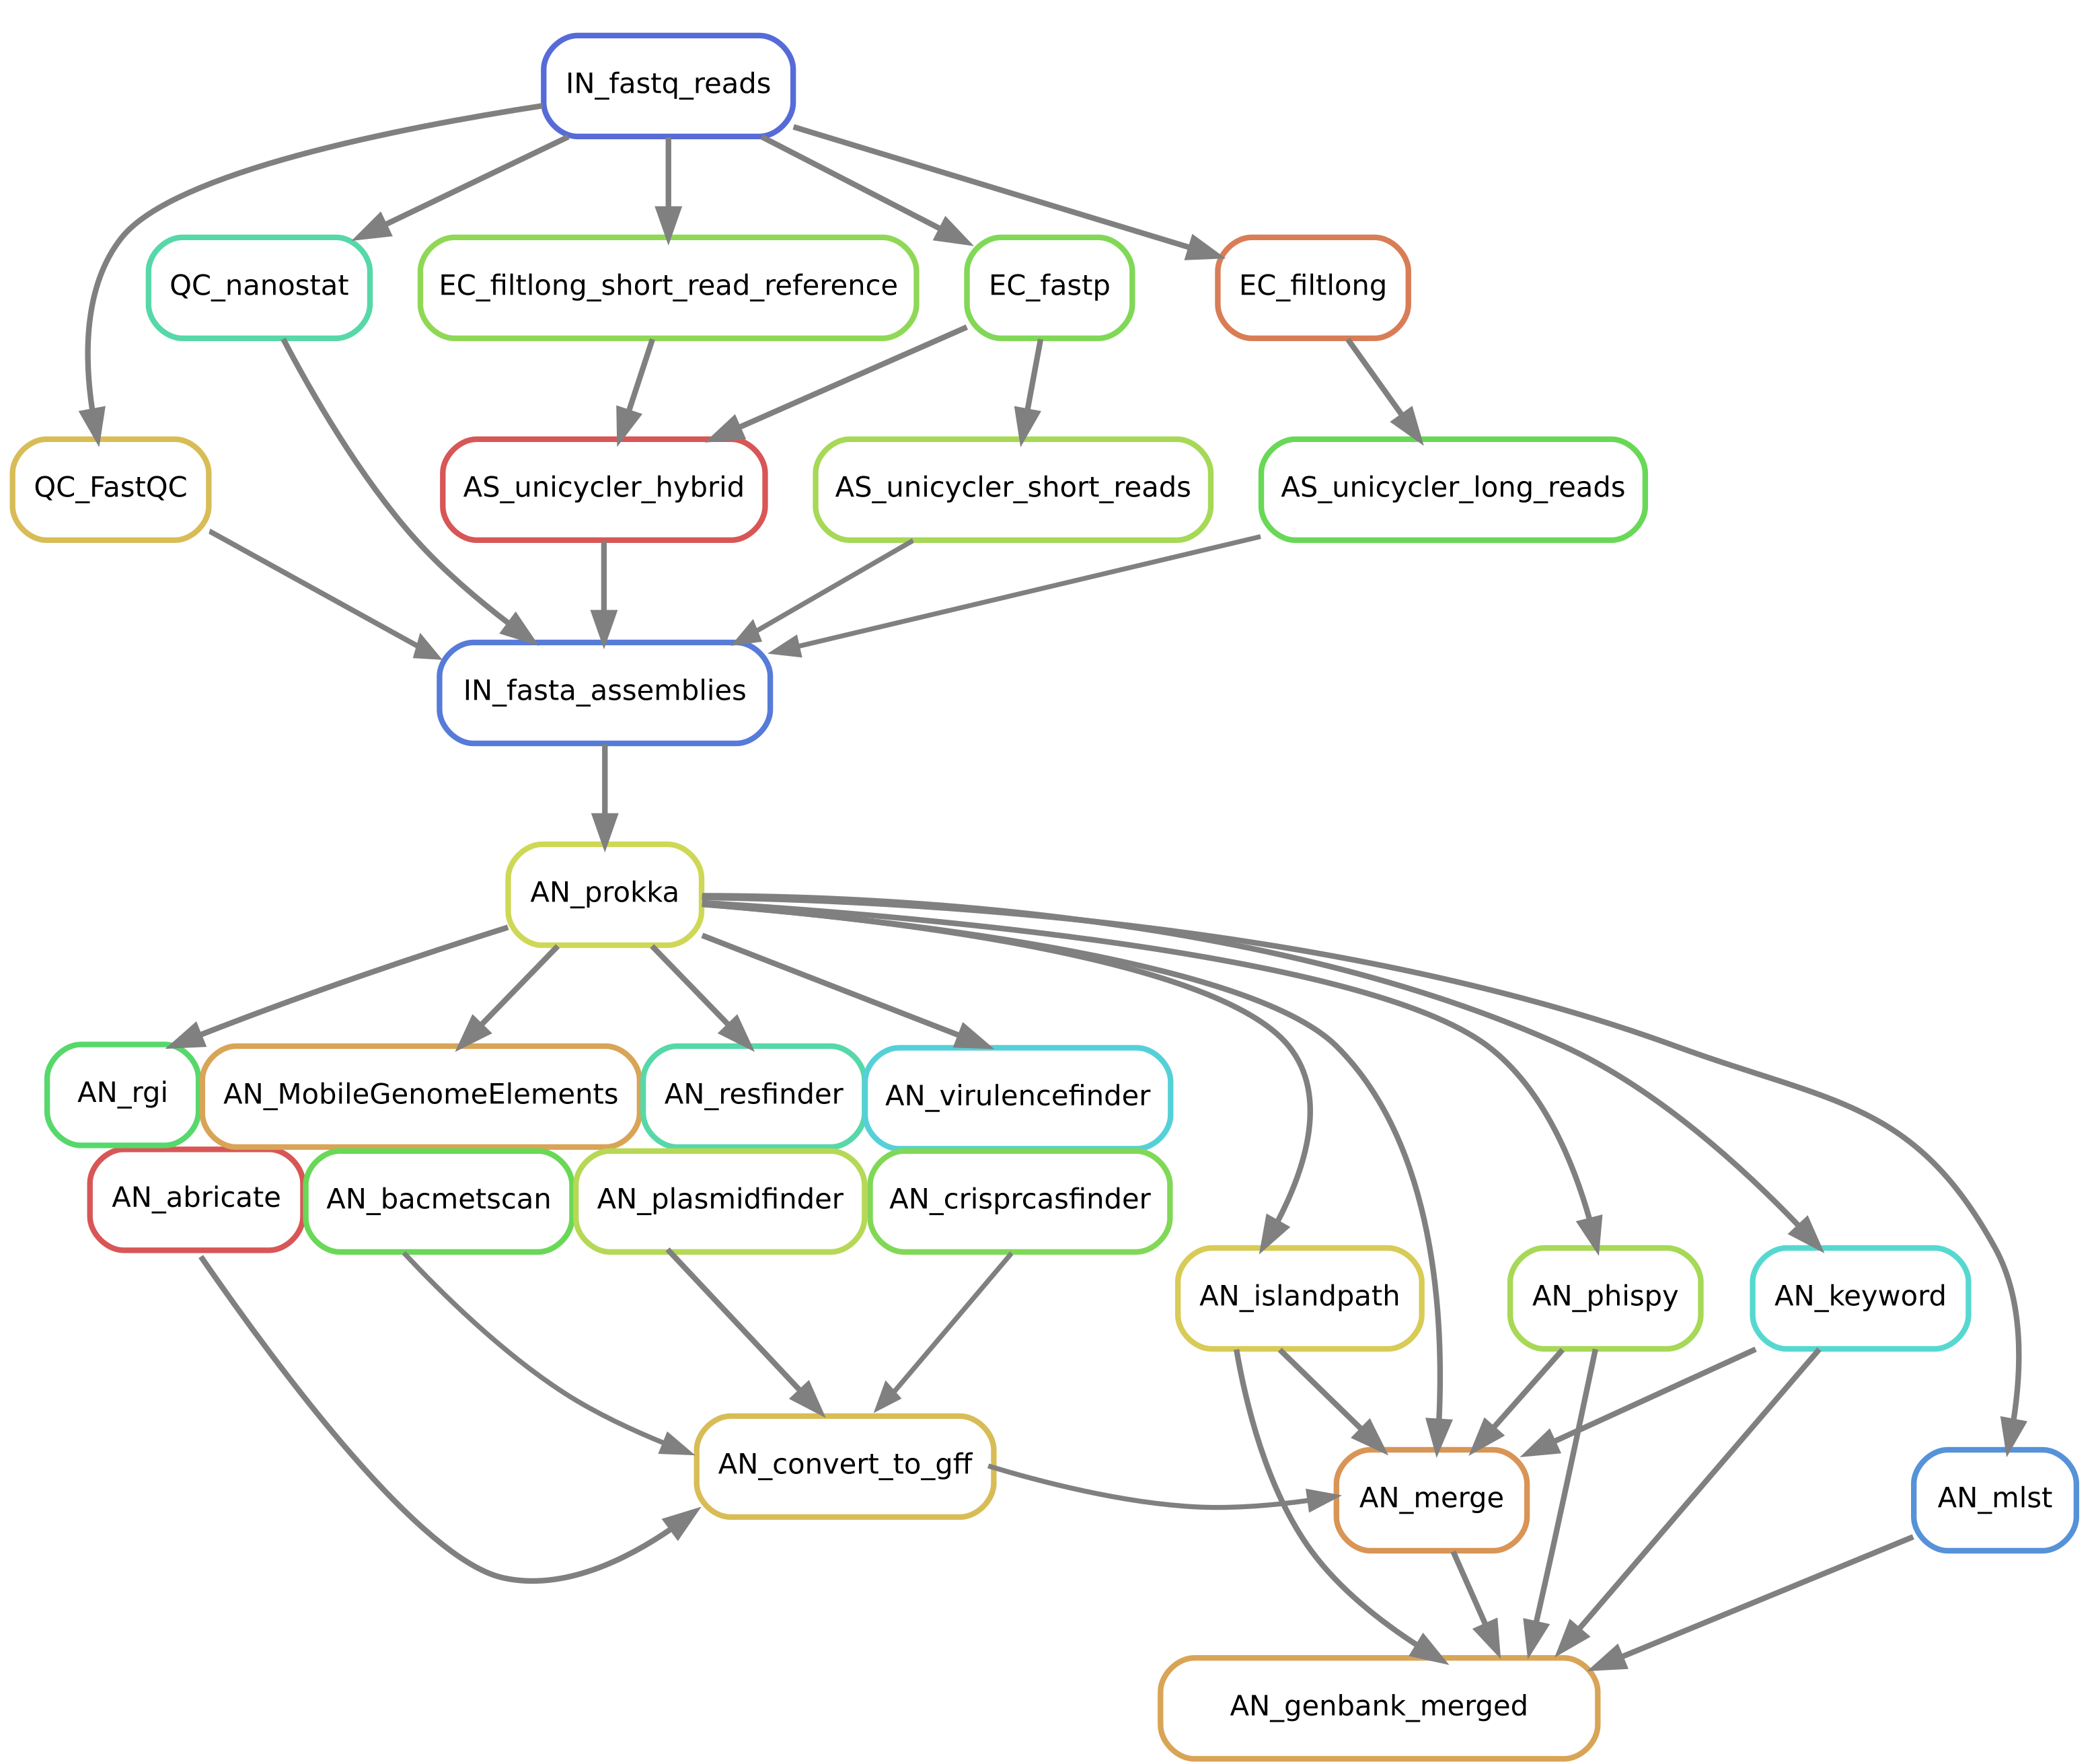 IN_fastq_reads
QC_nanostat
EC_filtlong_short_read_reference
EC_fastp
EC_filtlong
QC_FastQC
AS_unicycler_hybrid
AS_unicycler_short_reads
AS_unicycler_long_reads
IN_fasta_assemblies
AN_prokka
AN_rgi
AN_MobileGenomeElements
AN_resfinder
AN_virulencefinder
AN_abricate
AN_bacmetscan
AN_plasmidfinder
AN_crisprcasfinder
AN_islandpath
AN_phispy
AN_keyword
AN_convert_to_gff
AN_merge
AN_mlst
AN_genbank_merged